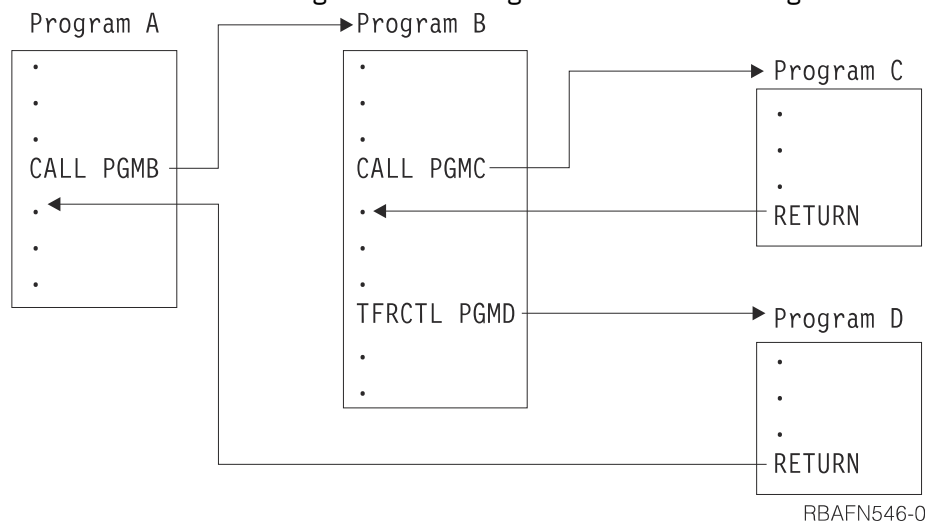 Program A
CALL PGMB
Program B
CALL PGMC
TFRCTL PGMD
Program C
RETURN
Program D
RETURN
RBAFN546-0